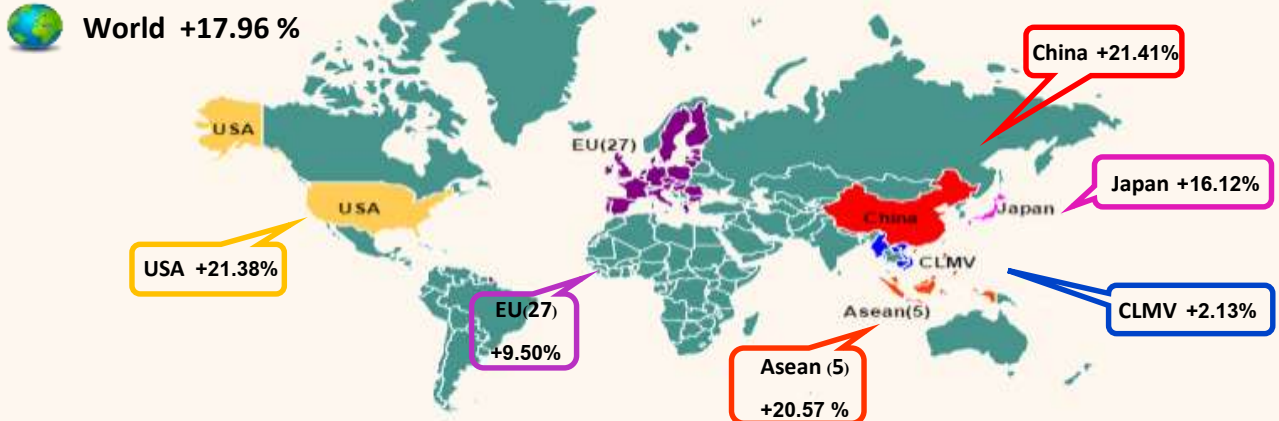 World +17.96 %
China +21.41%
USA
EU(27)
Japan +16.12%
USA
China
Japan
USA +21.38%
CLMV
EU(27)
+9.50%
Asean(5)
CLMV +2.13%
Asean (5)
+20.57 %